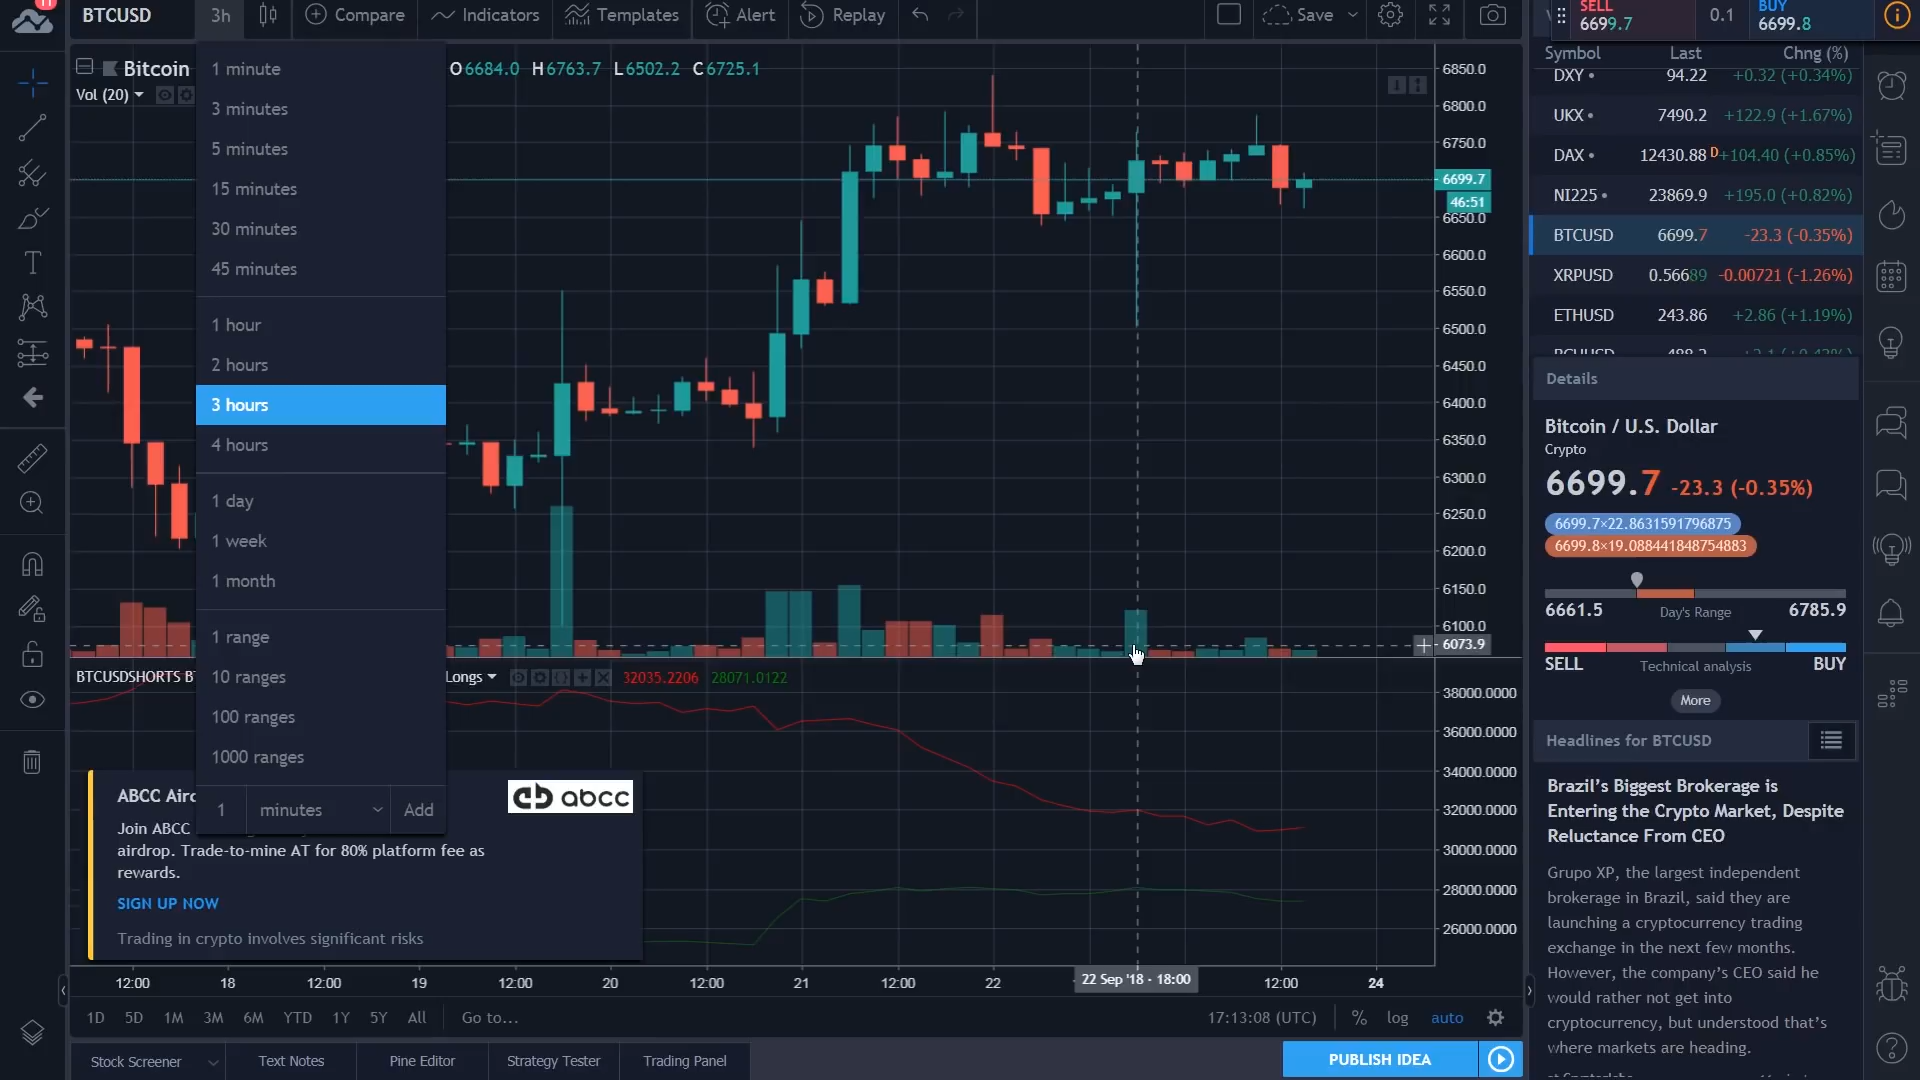 11
BTCUSD
3h
Compare
Indicators
Templates
Alert
Replay
Save
SELL
6699.7
0.1
BUY
6699.8
Bitcoin
O6684.0 H6763.7 L6502.2 C6725.1
Vol (20)
1 minute
3 minutes
5 minutes
15 minutes
30 minutes
45 minutes
1 hour
2 hours
3 hours
4 hours
1 day
1 week
1 month
1 range
10 ranges
100 ranges
1000 ranges
1 minutes Add
6850.0
6800.0
6750.0
6699.7
46:51
6650.0
6600.0
6550.0
6500.0
6450.0
6400.0
6350.0
6300.0
6250.0
6200.0
6150.0
6100.0
6073.9
BTCUSDSHORTS B
Longs
32035.2206 28071.0122
38000.0000
36000.0000
34000.0000
32000.0000
30000.0000
28000.0000
26000.0000
ABCC Airc
abcc
Join ABCC
airdrop. Trade-to-mine AT for 80% platform fee as
rewards.
SIGN UP NOW
Trading in crypto involves significant risks
12:00 18 12:00 19 12:00 20 12:00 21 12:00 22 22 Sep '18 - 18:00 12:00 24
1D 5D 1M 3M 6M YTD 1Y 5Y All Go to...
17:13:08 (UTC) % log auto
Stock Screener Text Notes Pine Editor Strategy Tester Trading Panel
PUBLISH IDEA
Symbol Last Chng (%)
DXY 94.22 +0.32 (+0.34%)
UKX 7490.2 +122.9 (+1.67%)
DAX 12430.88 D +104.40 (+0.85%)
NI225 23869.9 +195.0 (+0.82%)
BTCUSD 6699.7 -23.3 (-0.35%)
XRPUSD 0.56689 -0.00721 (-1.26%)
ETHUSD 243.86 +2.86 (+1.19%)
Details
Bitcoin / U.S. Dollar
Crypto
6699.7 -23.3 (-0.35%)
6699.7×22.8631591796875
6699.8×19.088441848754883
6661.5 Day's Range 6785.9
SELL Technical analysis BUY
More
Headlines for BTCUSD
Brazil’s Biggest Brokerage is
Entering the Crypto Market, Despite
Reluctance From CEO
Grupo XP, the largest independent
brokerage in Brazil, said they are
launching a cryptocurrency trading
exchange in the next few months.
However, the company’s CEO said he
would rather not get into
cryptocurrency, but understood that’s
where markets are heading.